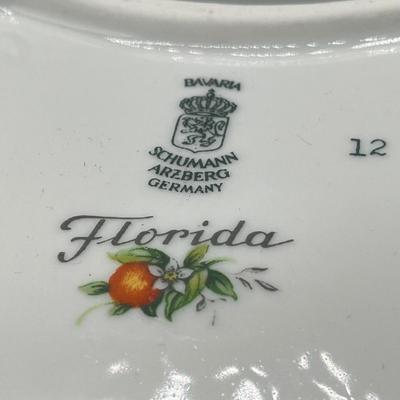 BAVARIA
SCHUMANN
ARZBERG
GERMANY
12
Florida